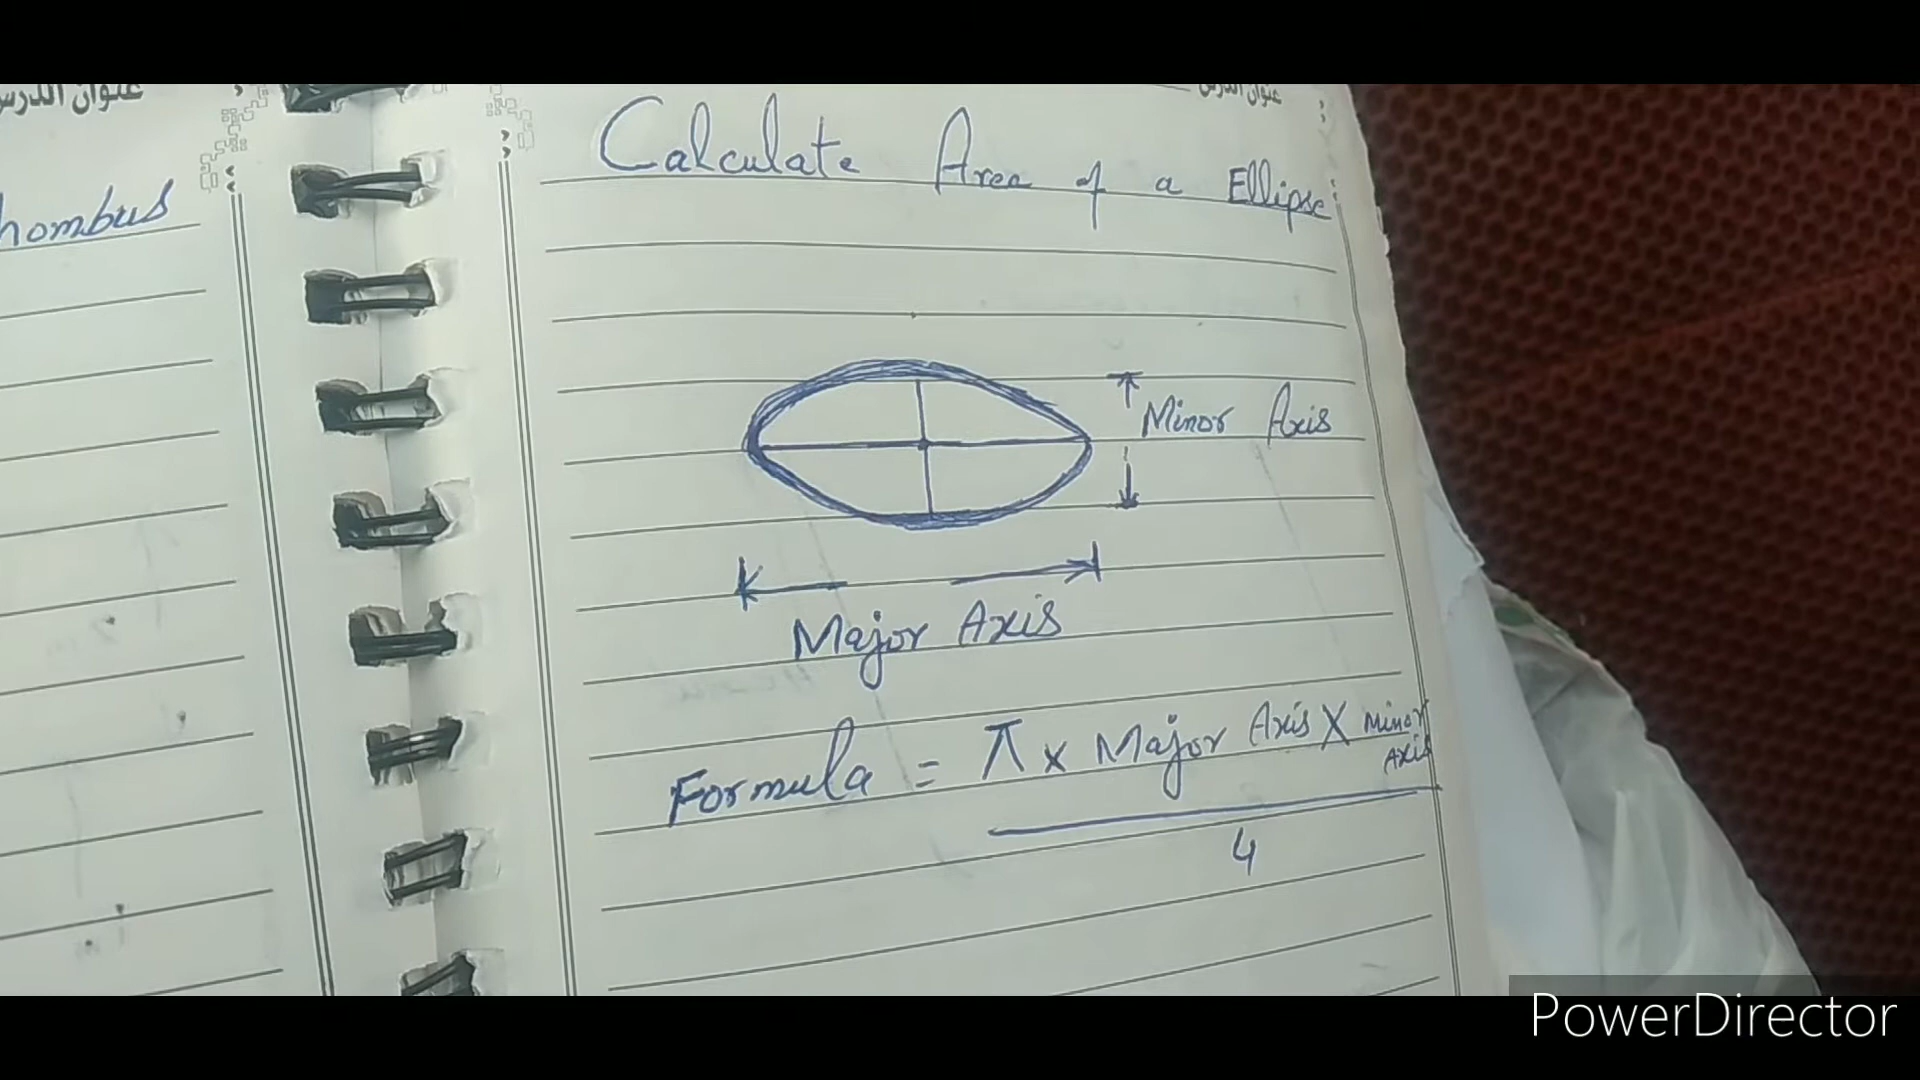 عنوان الدرس
عنوان الدرس
Calculate Area of a Ellipse
Minor Axis
Major Axis
Formula = π x Major Axis X Minor Axis
4
PowerDirector